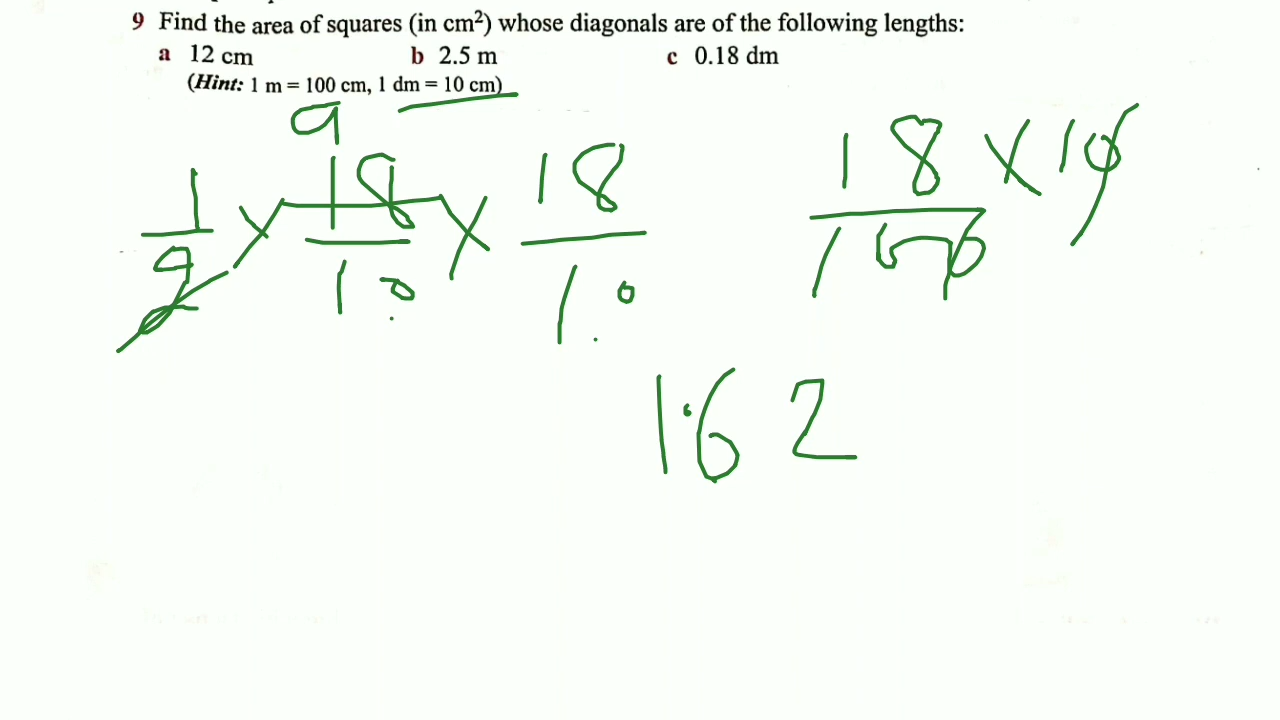 9 Find the area of squares (in cm²) whose diagonals are of the following lengths:
a 12 cm b 2.5 m c 0.18 dm
(Hint: 1 m = 100 cm, 1 dm = 10 cm)
9
1/2 × 18/10 × 18/10
18 × 10 / 100
1.62